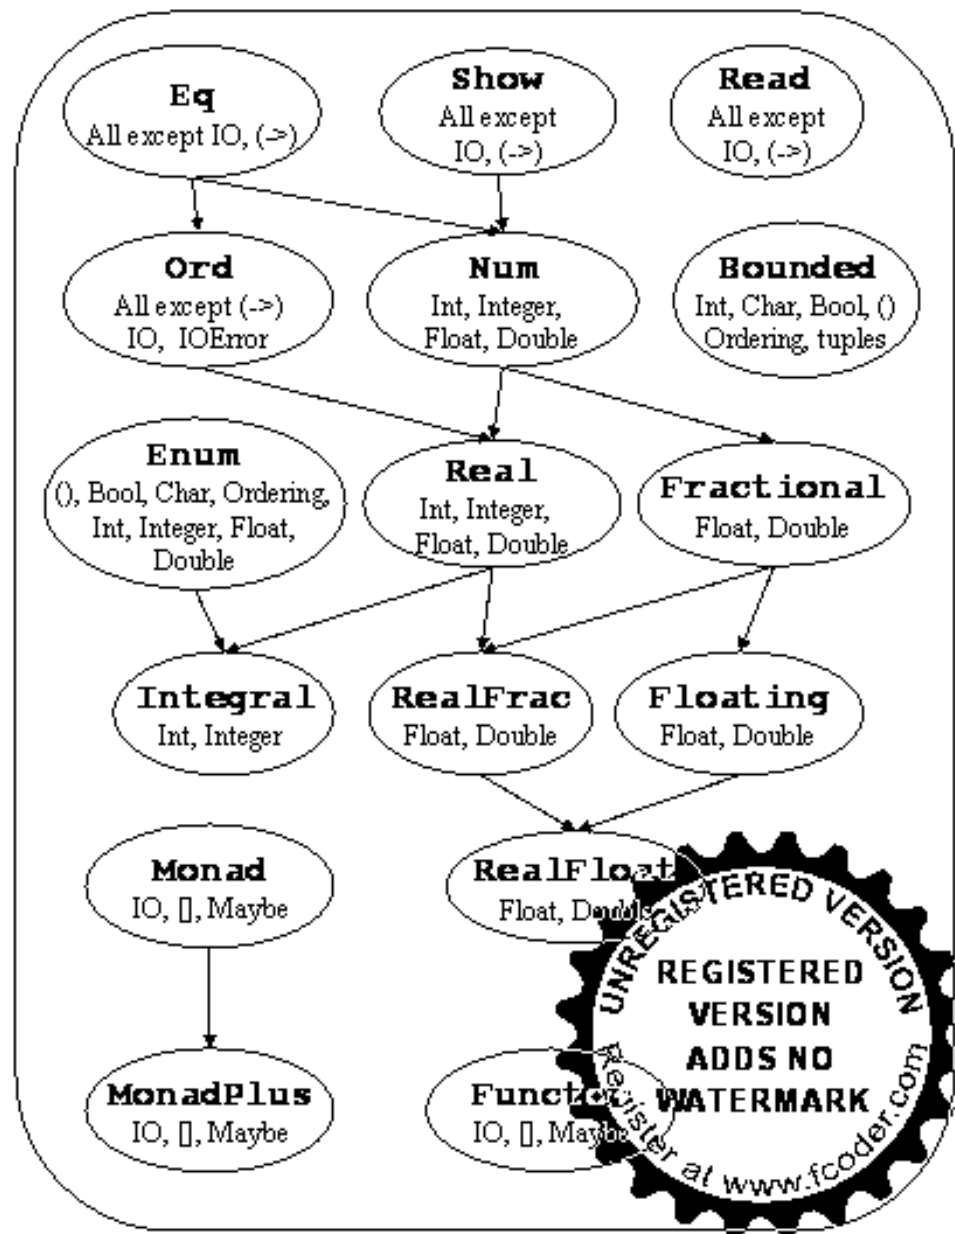 Eq
All except IO, (->)
Show
All except
IO, (->)
Read
All except
IO, (->)
Ord
All except (->)
IO, IOError
Num
Int, Integer,
Float, Double
Bounded
Int, Char, Bool, ()
Ordering, tuples
Enum
(), Bool, Char, Ordering,
Int, Integer, Float,
Double
Real
Int, Integer,
Float, Double
Fractional
Float, Double
Integral
Int, Integer
RealFrac
Float, Double
Floating
Float, Double
Monad
IO, [], Maybe
RealFloat
Float, Double
MonadPlus
IO, [], Maybe
Functor
IO, [], Maybe
UNREGISTERED VERSION
REGISTERED
VERSION
ADDS NO
WATERMARK
Register at www.fcoder.com